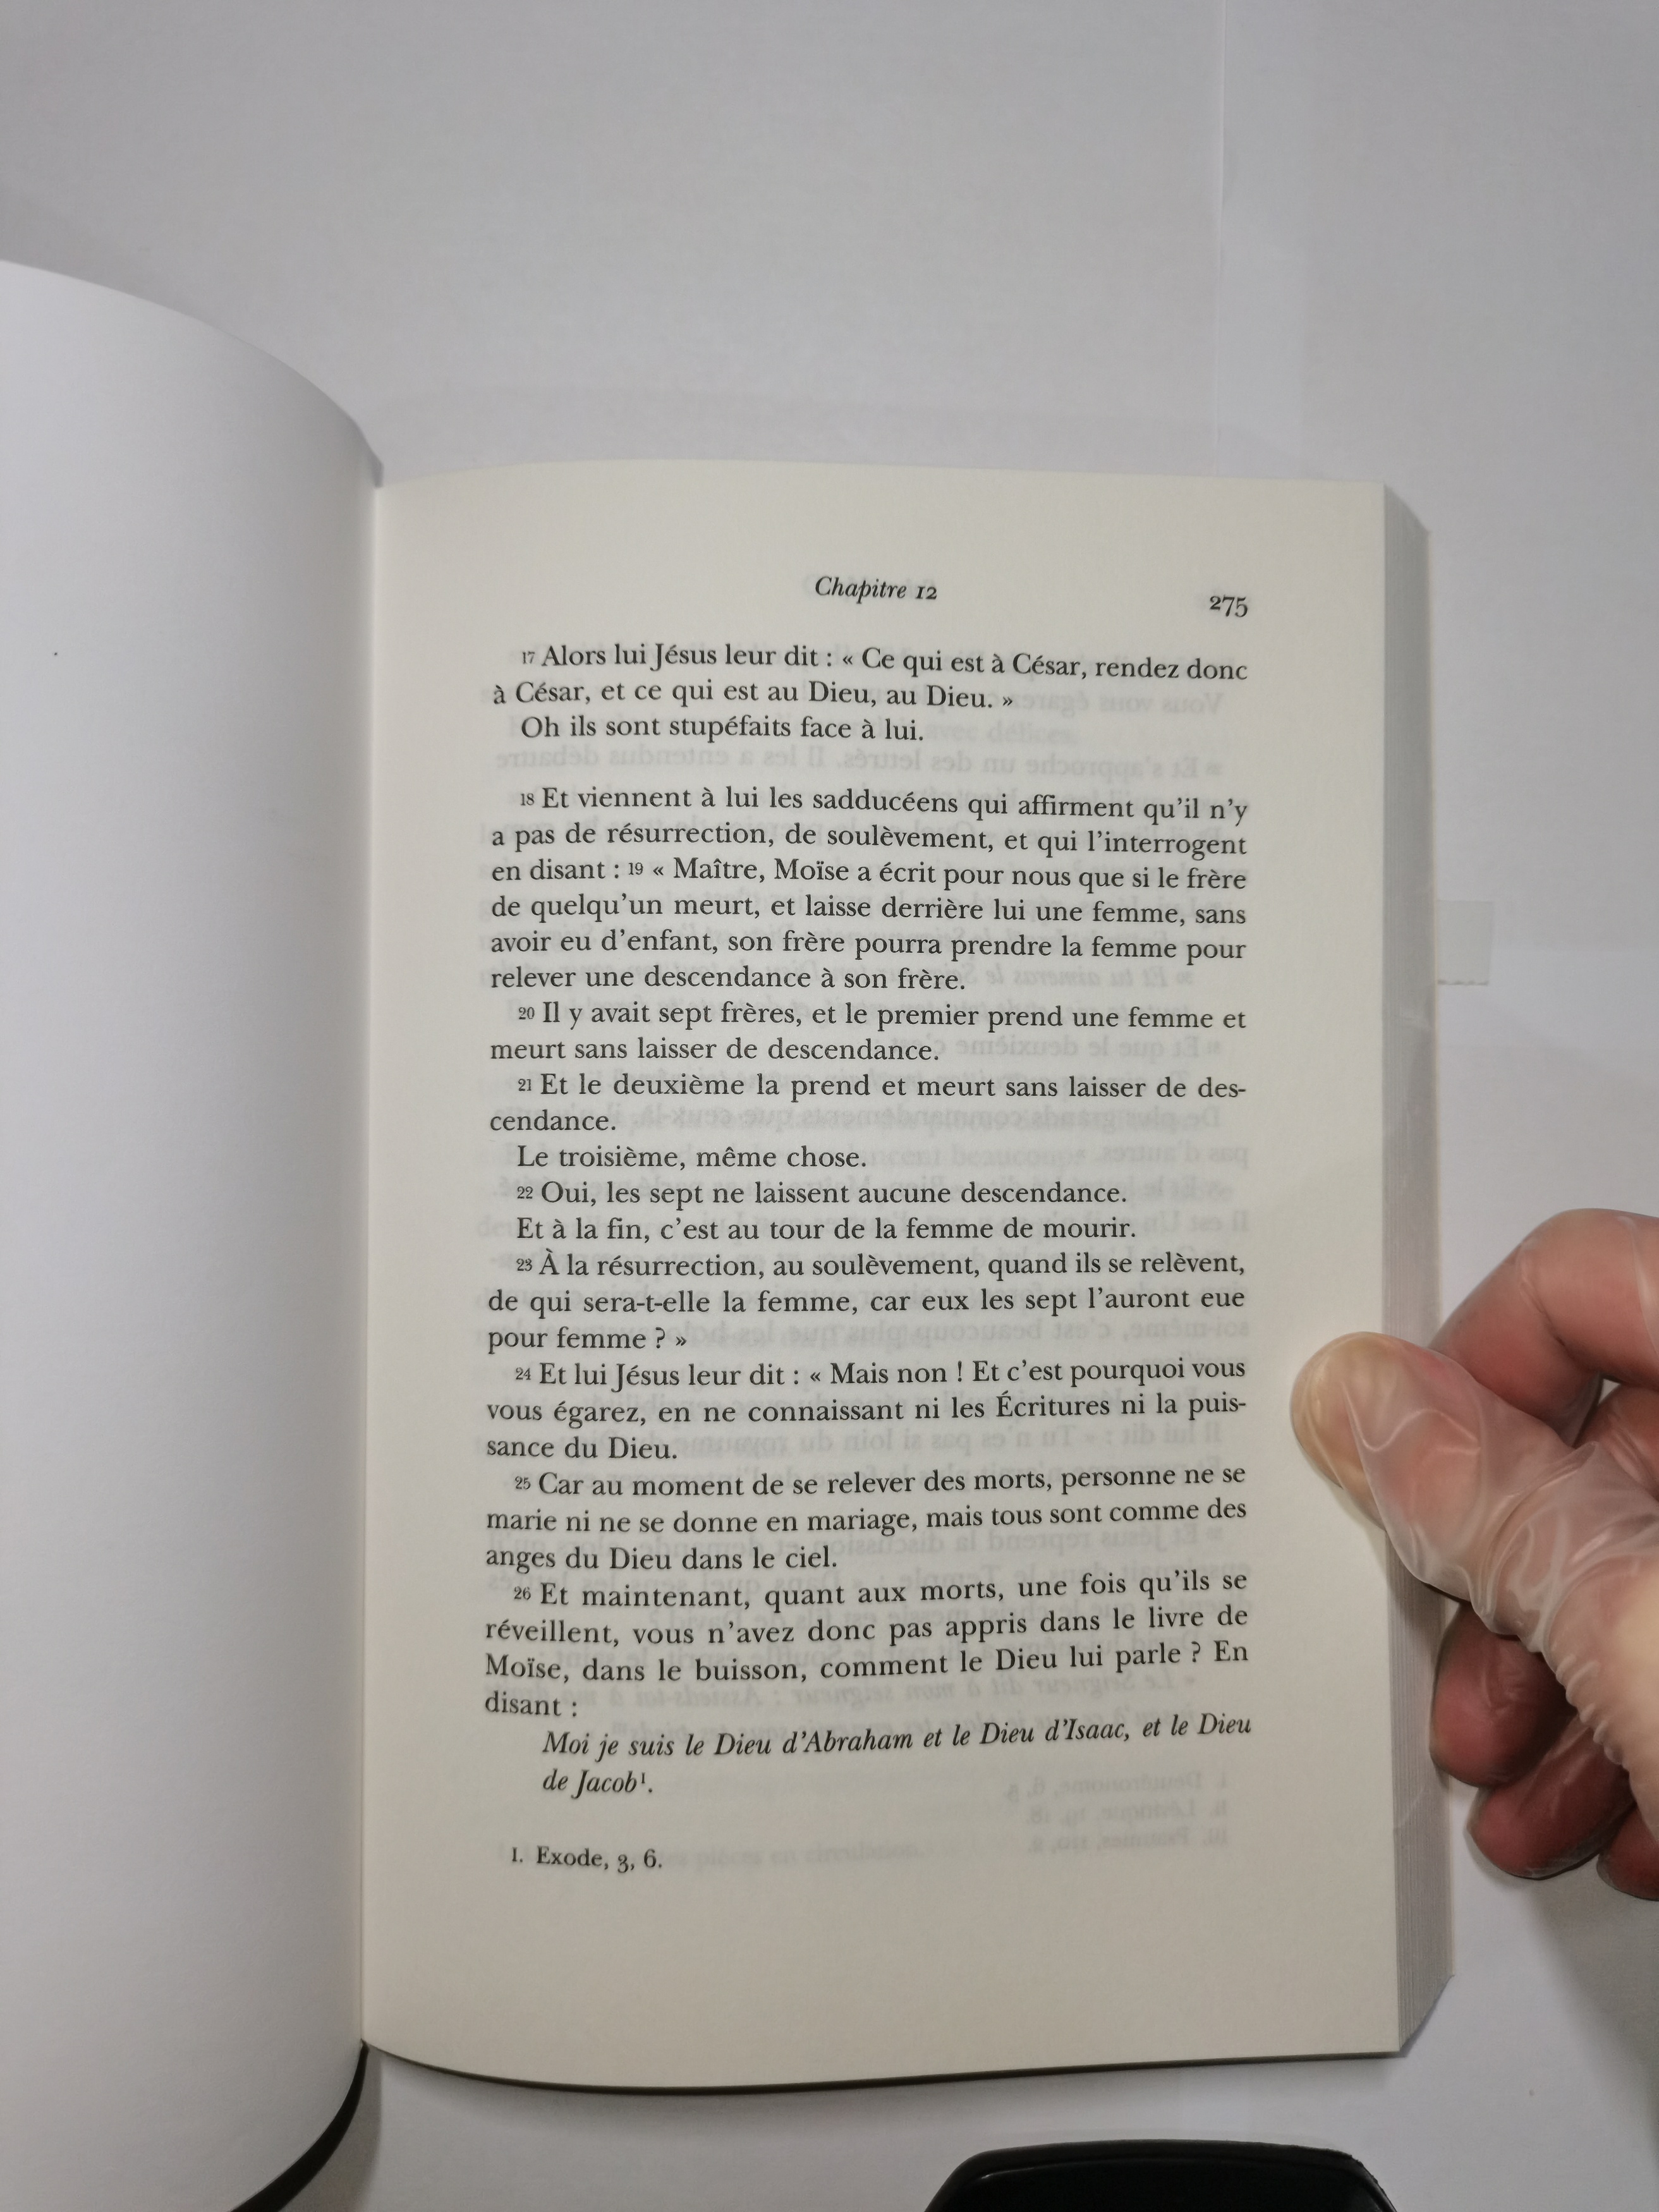 Chapitre 12
275
17 Alors lui Jésus leur dit : « Ce qui est à César, rendez donc
à César, et ce qui est au Dieu, au Dieu. »
Oh ils sont stupéfaits face à lui.
18 Et viennent à lui les sadducéens qui affirment qu'il n'y
a pas de résurrection, de soulèvement, et qui l'interrogent
en disant : 19 « Maître, Moïse a écrit pour nous que si le frère
de quelqu'un meurt, et laisse derrière lui une femme, sans
avoir eu d'enfant, son frère pourra prendre la femme pour
relever une descendance à son frère.
20 Il y avait sept frères, et le premier prend une femme et
meurt sans laisser de descendance.
21 Et le deuxième la prend et meurt sans laisser de des-
cendance.
Le troisième, même chose.
22 Oui, les sept ne laissent aucune descendance.
Et à la fin, c'est au tour de la femme de mourir.
23 À la résurrection, au soulèvement, quand ils se relèvent,
de qui sera-t-elle la femme, car eux les sept l'auront eue
pour femme ? »
24 Et lui Jésus leur dit : « Mais non ! Et c'est pourquoi vous
vous égarez, en ne connaissant ni les Écritures ni la puis-
sance du Dieu.
25 Car au moment de se relever des morts, personne ne se
marie ni ne se donne en mariage, mais tous sont comme des
anges du Dieu dans le ciel.
26 Et maintenant, quant aux morts, une fois qu'ils se
réveillent, vous n'avez donc pas appris dans le livre de
Moïse, dans le buisson, comment le Dieu lui parle ? En
disant :
Moi je suis le Dieu d'Abraham et le Dieu d'Isaac, et le Dieu
de Jacob I.
I. Exode, 3, 6.